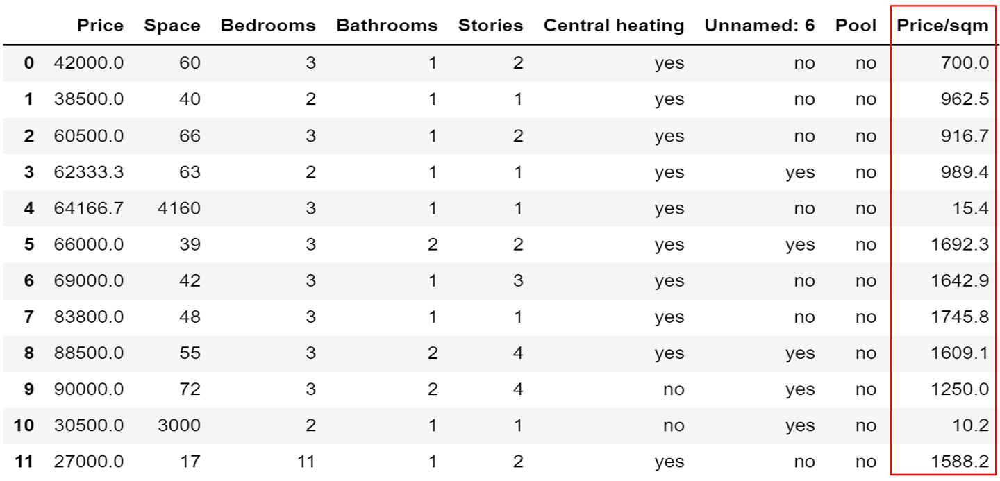 Price Space Bedrooms Bathrooms Stories Central heating Unnamed: 6 Pool Price/sqm
0 42000.0 60 3 1 2 yes no no 700.0
1 38500.0 40 2 1 1 yes no no 962.5
2 60500.0 66 3 1 2 yes no no 916.7
3 62333.3 63 2 1 1 yes yes no 989.4
4 64166.7 4160 3 1 1 yes no no 15.4
5 66000.0 39 3 2 2 yes yes no 1692.3
6 69000.0 42 3 1 3 yes no no 1642.9
7 83800.0 48 3 1 1 yes no no 1745.8
8 88500.0 55 3 2 4 yes yes no 1609.1
9 90000.0 72 3 2 4 no yes no 1250.0
10 30500.0 3000 2 1 1 no yes no 10.2
11 27000.0 17 11 1 2 yes no no 1588.2